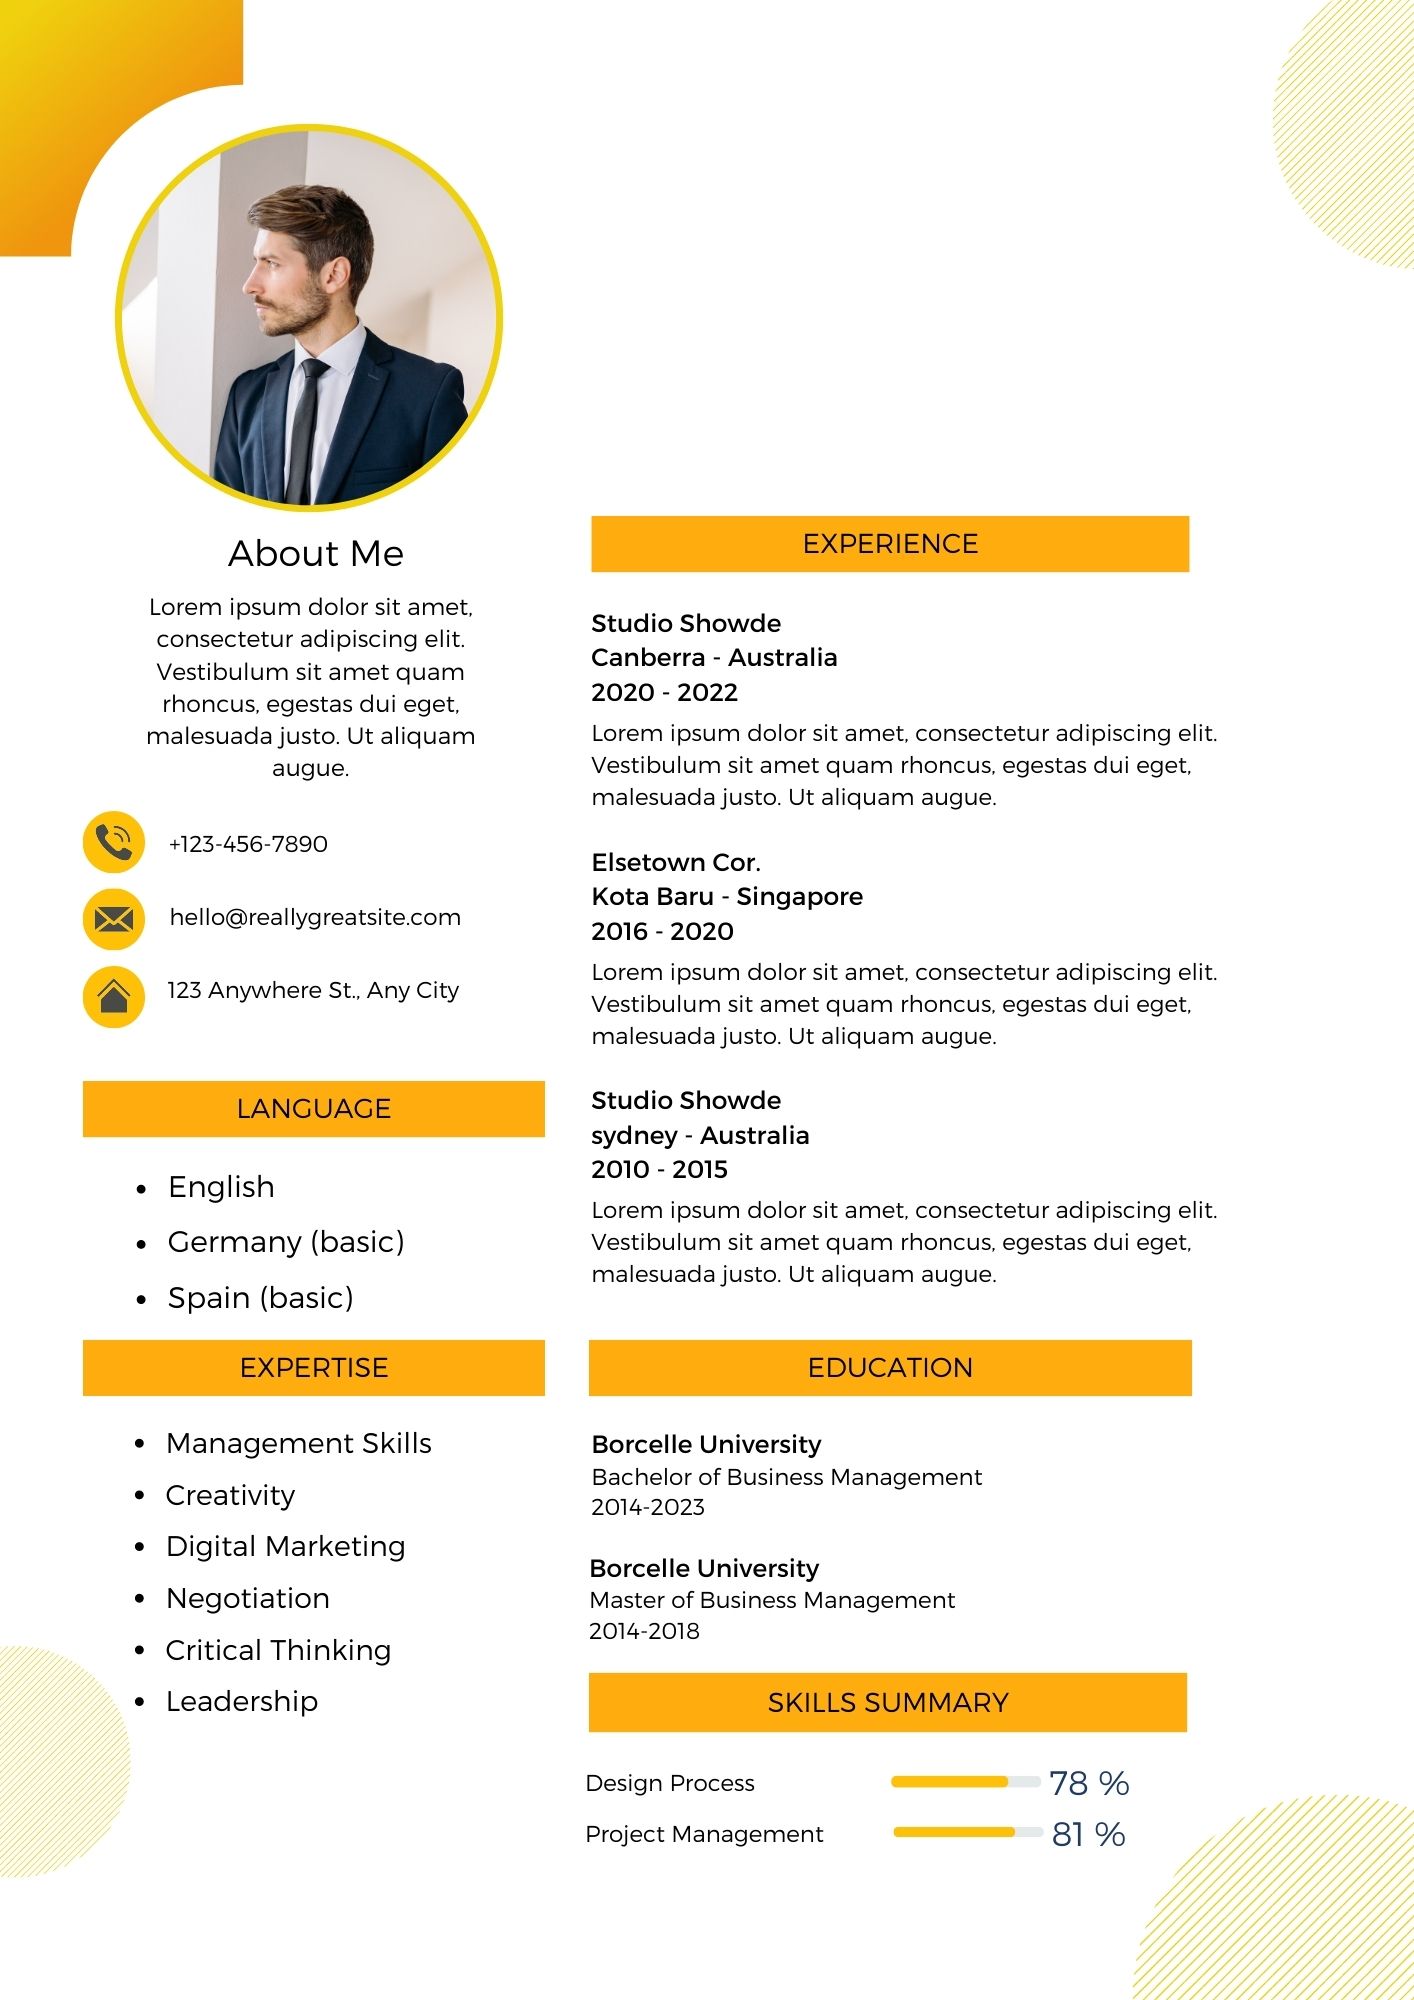 About Me
Lorem ipsum dolor sit amet,
consectetur adipiscing elit.
Vestibulum sit amet quam
rhoncus, egestas dui eget,
malesuada justo. Ut aliquam
augue.
+123-456-7890
hello@reallygreatsite.com
123 Anywhere St., Any City
LANGUAGE
English
Germany (basic)
Spain (basic)
EXPERTISE
Management Skills
Creativity
Digital Marketing
Negotiation
Critical Thinking
Leadership
EXPERIENCE
Studio Showde
Canberra - Australia
2020 - 2022
Lorem ipsum dolor sit amet, consectetur adipiscing elit.
Vestibulum sit amet quam rhoncus, egestas dui eget,
malesuada justo. Ut aliquam augue.
Elsetown Cor.
Kota Baru - Singapore
2016 - 2020
Lorem ipsum dolor sit amet, consectetur adipiscing elit.
Vestibulum sit amet quam rhoncus, egestas dui eget,
malesuada justo. Ut aliquam augue.
Studio Showde
sydney - Australia
2010 - 2015
Lorem ipsum dolor sit amet, consectetur adipiscing elit.
Vestibulum sit amet quam rhoncus, egestas dui eget,
malesuada justo. Ut aliquam augue.
EDUCATION
Borcelle University
Bachelor of Business Management
2014-2023
Borcelle University
Master of Business Management
2014-2018
SKILLS SUMMARY
Design Process 78 %
Project Management 81 %